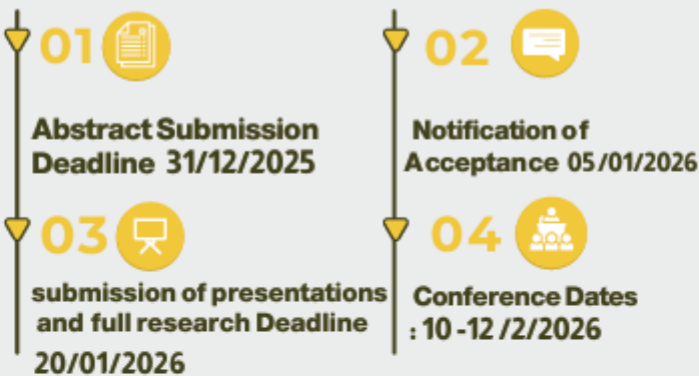 01
Abstract Submission
Deadline 31/12/2025
02
Notification of
Acceptance 05/01/2026
03
submission of presentations
and full research Deadline
20/01/2026
04
Conference Dates
: 10 -12 /2/2026